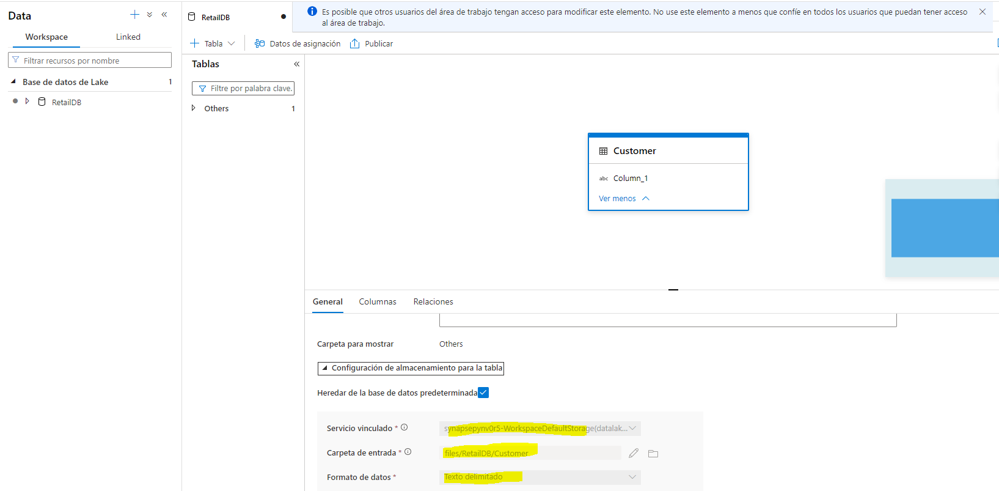 Data
Workspace
Linked
Filtrar recursos por nombre
Base de datos de Lake
1
RetailDB
RetailDB
Es posible que otros usuarios del área de trabajo tengan acceso para modificar este elemento. No use este elemento a menos que confíe en todos los usuarios que puedan tener acceso
al área de trabajo.
Tabla
Datos de asignación
Publicar
Tablas
Filtre por palabra clave.
Others
1
Customer
abc Column_1
Ver menos
General
Columnas
Relaciones
Carpeta para mostrar
Others
Configuración de almacenamiento para la tabla
Heredar de la base de datos predeterminada
Servicio vinculado *
synapsepynv0r5-WorkspaceDefaultStorage(datalak...
Carpeta de entrada *
files/RetailDB/Customer
Formato de datos *
Texto delimitado